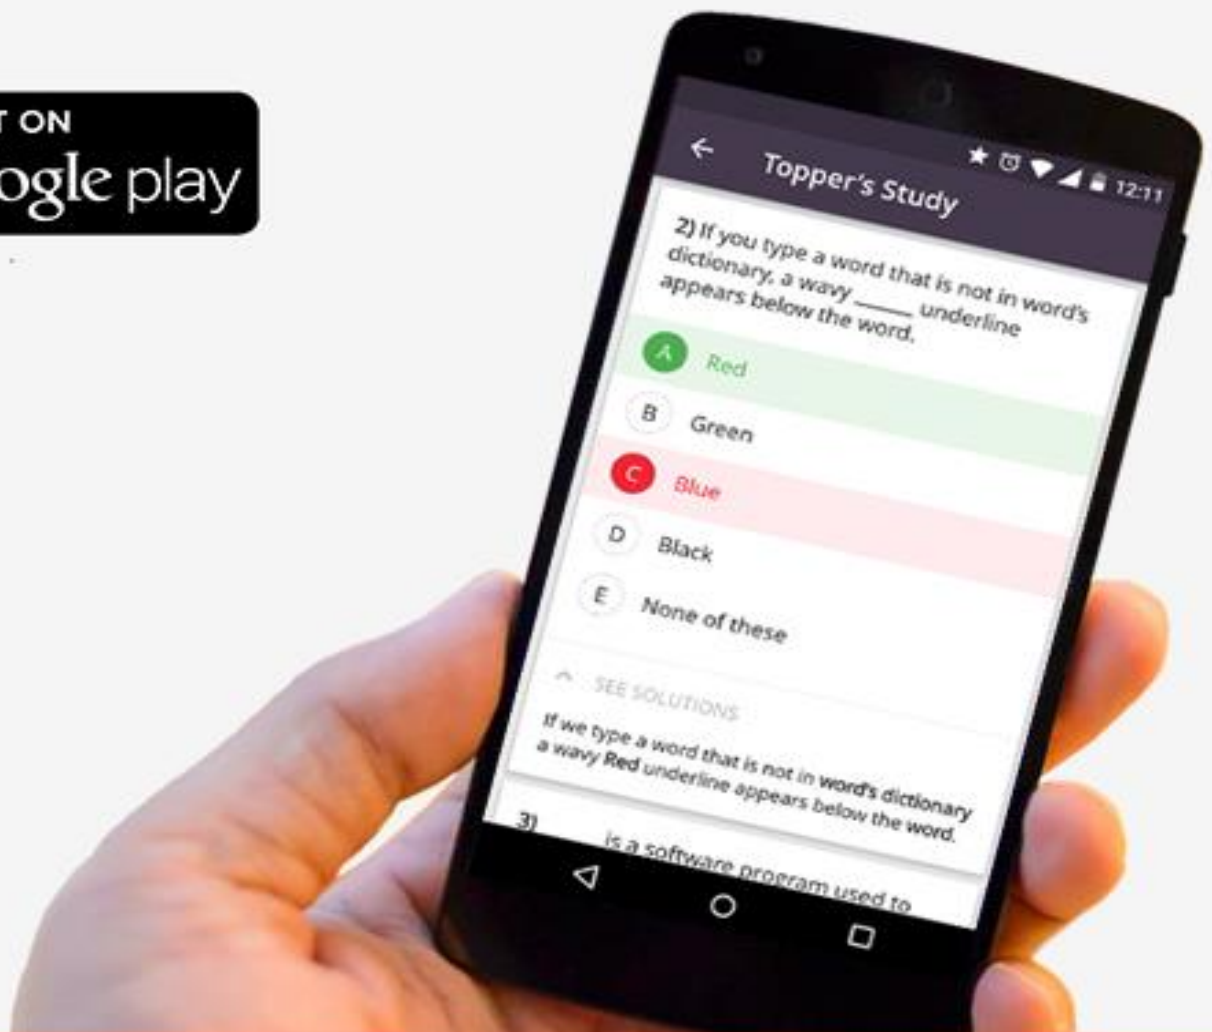 T ON
ogle play
12:11
Topper's Study
2) If you type a word that is not in word's
dictionary, a wavy _____ underline
appears below the word.
A Red
B Green
C Blue
D Black
E None of these
SEE SOLUTIONS
If we type a word that is not in word's dictionary
a wavy Red underline appears below the word.
3) _____ is a software program used to